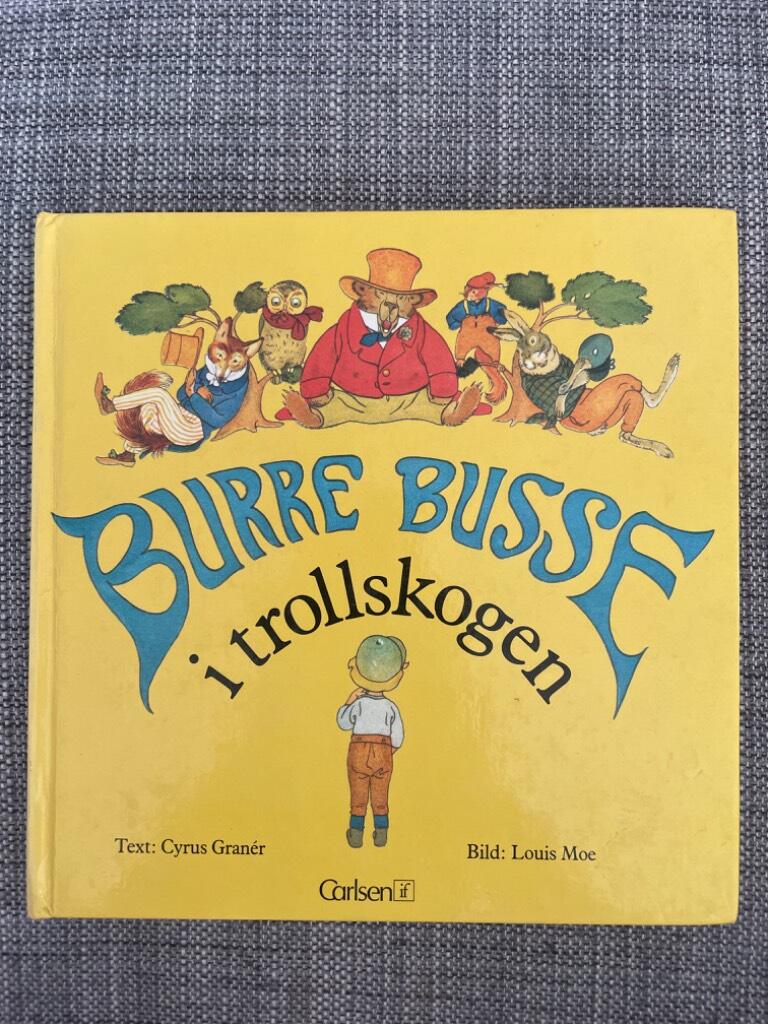 BURRE BUSSE
i trollskogen
Text: Cyrus Granér
Bild: Louis Moe
Carlsen if